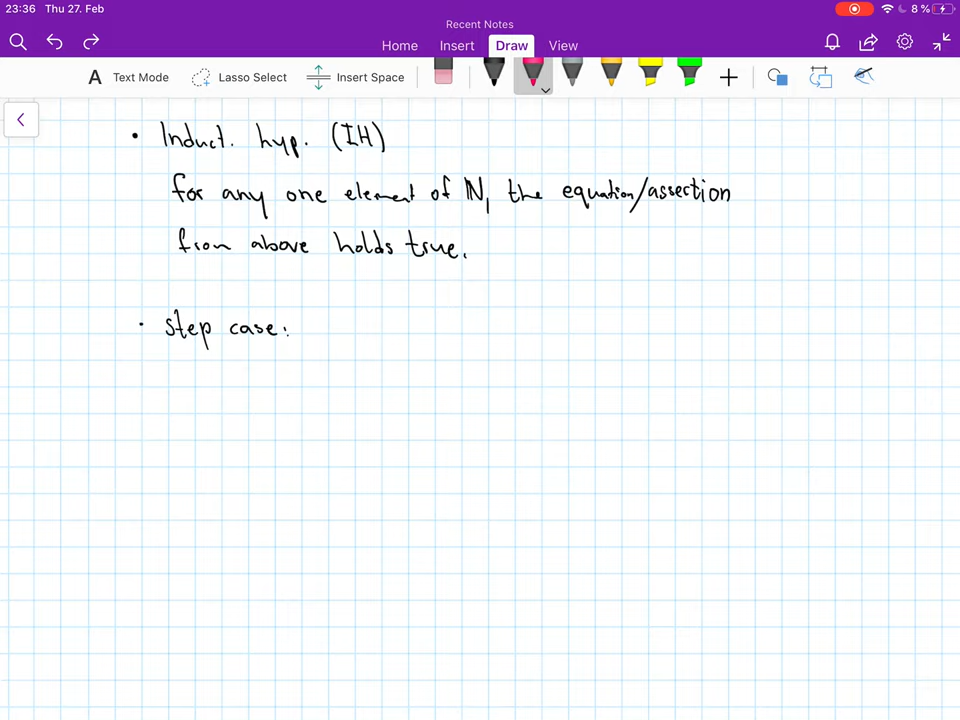 23:36 Thu 27. Feb
8 %
Recent Notes
Home Insert Draw View
Text Mode Lasso Select Insert Space
• Induct. hyp. (IH)
for any one element of ℕ, the equation/assection
from above holds true.
• Step case: